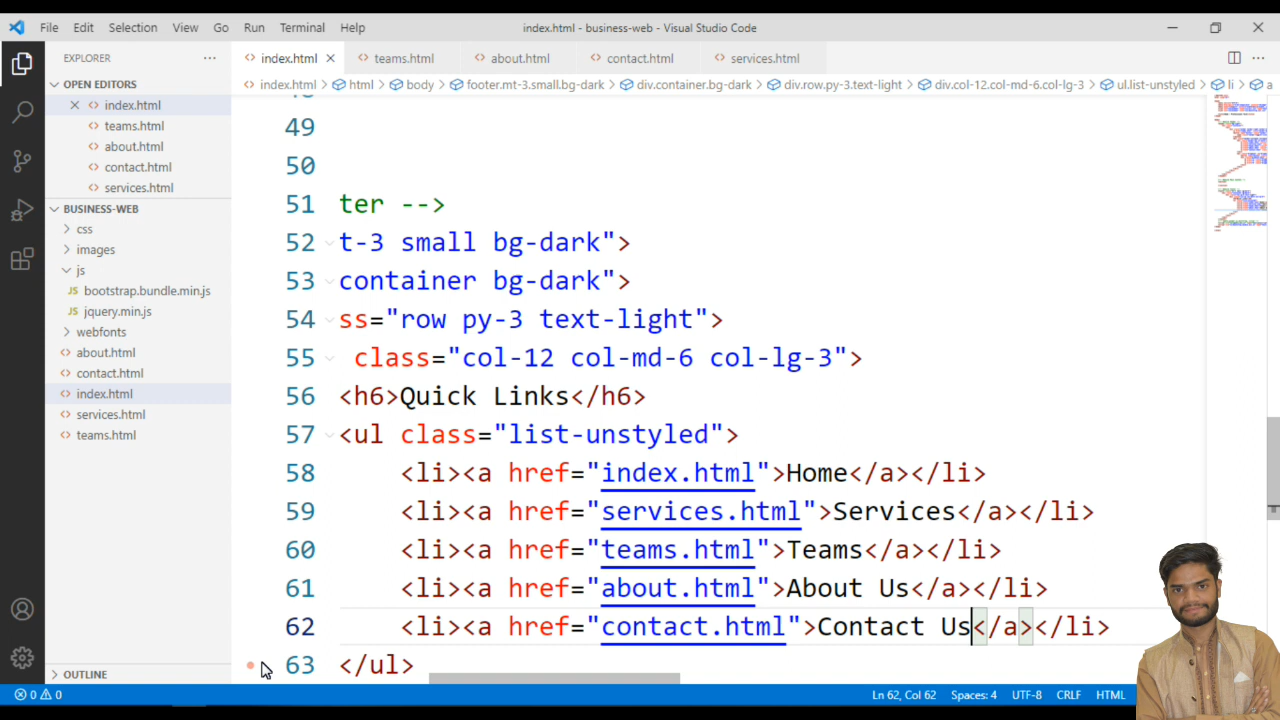 File Edit Selection View Go Run Terminal Help index.html - business-web - Visual Studio Code
EXPLORER
index.html teams.html about.html contact.html services.html
OPEN EDITORS
index.html
teams.html
about.html
contact.html
services.html
BUSINESS-WEB
css
images
js
JS bootstrap.bundle.min.js
JS jquery.min.js
webfonts
about.html
contact.html
index.html
services.html
teams.html
OUTLINE
index.html html body footer.mt-3.small.bg-dark div.container.bg-dark div.row.py-3.text-light div.col-12.col-md-6.col-lg-3 ul.list-unstyled li a
49
50
51 ter -->
52 t-3 small bg-dark">
53 container bg-dark">
54 ss="row py-3 text-light">
55 class="col-12 col-md-6 col-lg-3">
56 <h6>Quick Links</h6>
57 <ul class="list-unstyled">
58 <li><a href="index.html">Home</a></li>
59 <li><a href="services.html">Services</a></li>
60 <li><a href="teams.html">Teams</a></li>
61 <li><a href="about.html">About Us</a></li>
62 <li><a href="contact.html">Contact Us</a></li>
63 </ul>
0 0 Ln 62, Col 62 Spaces: 4 UTF-8 CRLF HTML